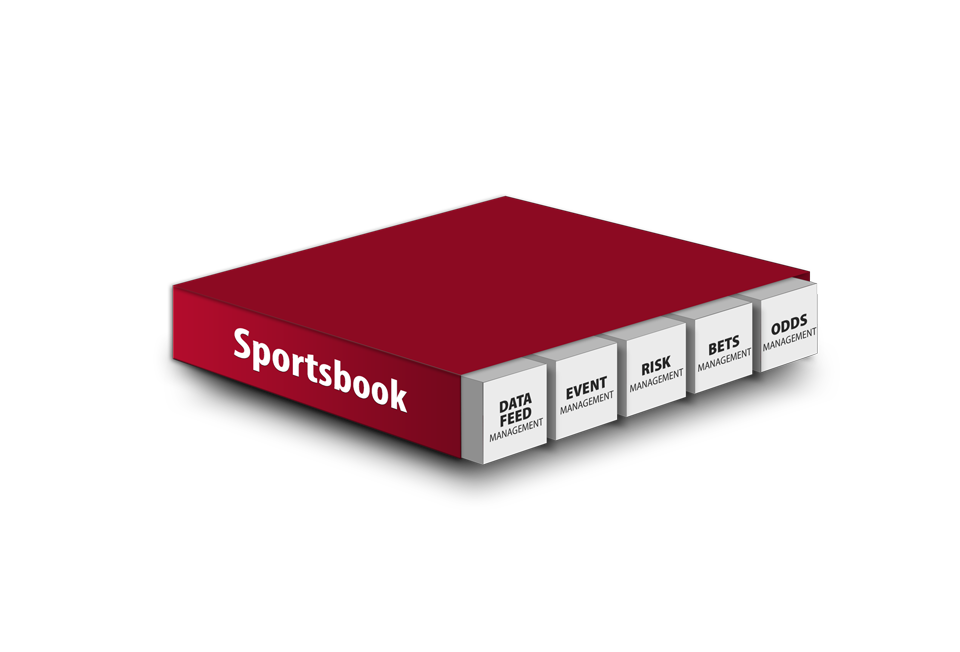 Sportsbook
DATA
FEED
MANAGEMENT
EVENT
MANAGEMENT
RISK
MANAGEMENT
BETS
MANAGEMENT
ODDS
MANAGEMENT